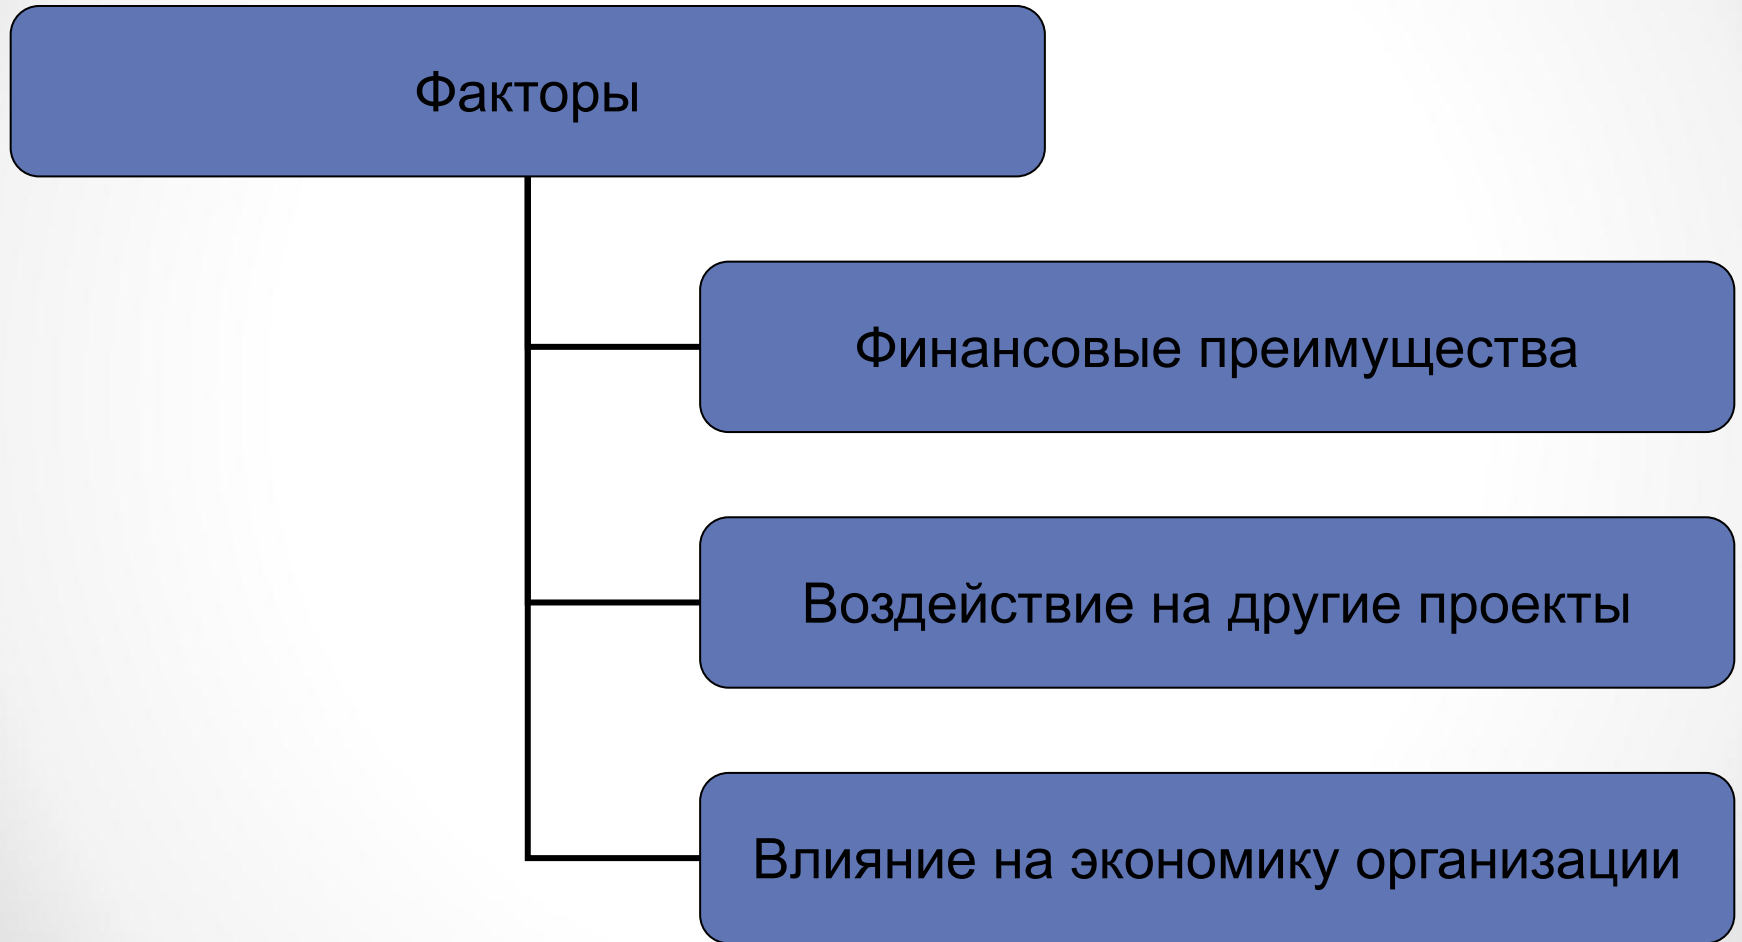 Факторы
Финансовые преимущества
Воздействие на другие проекты
Влияние на экономику организации